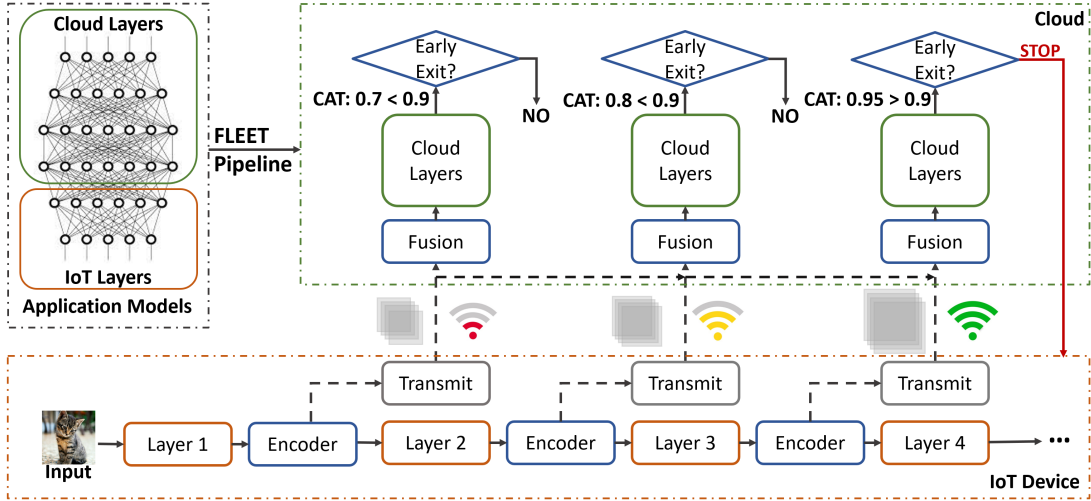 Cloud Layers
IoT Layers
Application Models
FLEET
Pipeline
Cloud
Early
Exit?
CAT: 0.7 < 0.9
NO
Cloud
Layers
Fusion
Early
Exit?
CAT: 0.8 < 0.9
NO
Cloud
Layers
Fusion
Early
Exit?
STOP
CAT: 0.95 > 0.9
Cloud
Layers
Fusion
Transmit
Transmit
Transmit
Input
Layer 1
Encoder
Layer 2
Encoder
Layer 3
Encoder
Layer 4
...
IoT Device